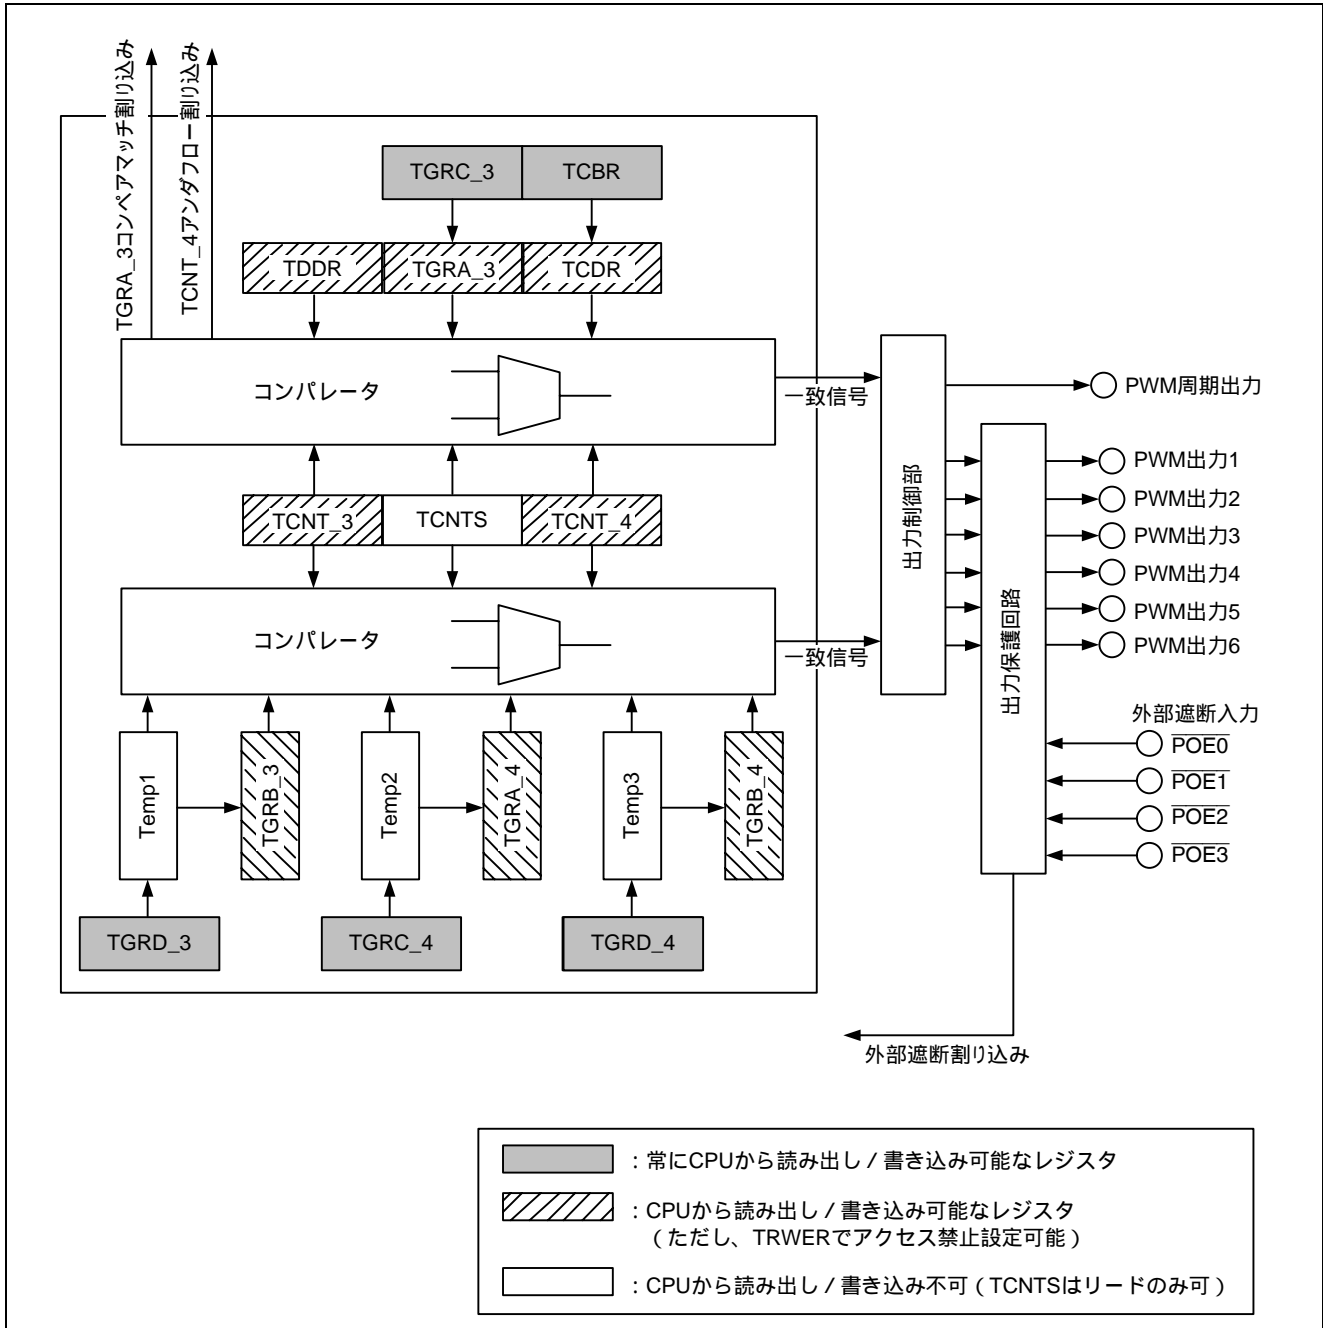 TGRA_3コンペアマッチ割り込み
TCNT_4アンダフロー割り込み
TGRC_3
TCBR
TDDR
TGRA_3
TCDR
コンパレータ
一致信号
PWM周期出力
TCNT_3
TCNTS
TCNT_4
コンパレータ
一致信号
出力制御部
出力保護回路
PWM出力1
PWM出力2
PWM出力3
PWM出力4
PWM出力5
PWM出力6
外部遮断入力
POE0
POE1
POE2
POE3
Temp1
TGRB_3
Temp2
TGRA_4
Temp3
TGRB_4
TGRD_3
TGRC_4
TGRD_4
外部遮断割り込み
：常にCPUから読み出し / 書き込み可能なレジスタ
：CPUから読み出し / 書き込み可能なレジスタ
（ただし、TRWERでアクセス禁止設定可能）
：CPUから読み出し / 書き込み不可（TCNTSはリードのみ可）